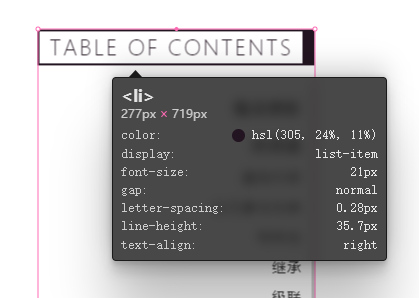 TABLE OF CONTENTS
<li>
277px × 719px
color: hsl(305, 24%, 11%)
display: list-item
font-size: 21px
gap: normal
letter-spacing: 0.28px
line-height: 35.7px
text-align: right
继承
级联